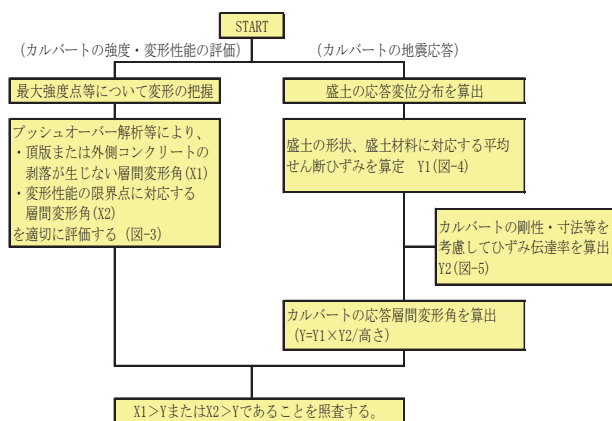 START
(カルバートの強度・変形性能の評価)
(カルバートの地震応答)
最大強度点等について変形の把握
プッシュオーバー解析等により、
・頂版または外側コンクリートの
剥落が生じない層間変形角(X1)
・変形性能の限界点に対応する
層間変形角(X2)
を適切に評価する (図-3)
盛土の応答変位分布を算出
盛土の形状、盛土材料に対応する平均
せん断ひずみを算定 Y1(図-4)
カルバートの剛性・寸法等を
考慮してひずみ伝達率を算出
Y2(図-5)
カルバートの応答層間変形角を算出
(Y=Y1×Y2/高さ)
X1>YまたはX2>Yであることを照査する。